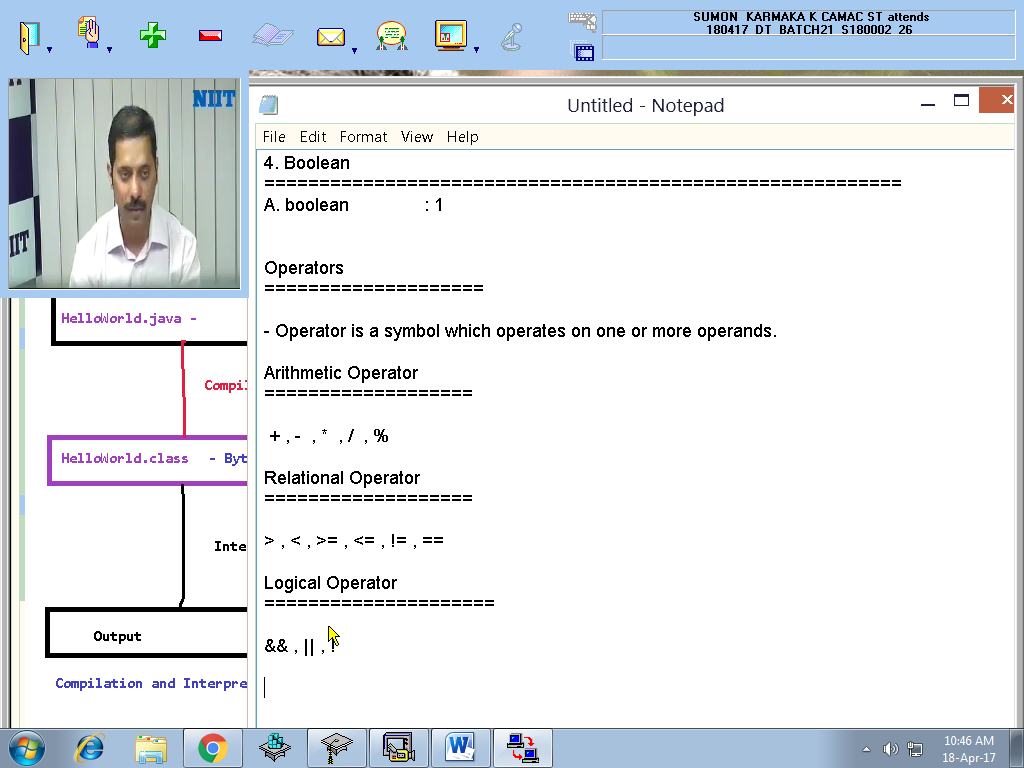 SUMON KARMAKA K CAMAC ST attends
180417 DT BATCH21 S180002 26
NIIT
IIT
Untitled - Notepad
File Edit Format View Help
4. Boolean
==========================================================
A. boolean : 1
Operators
====================
- Operator is a symbol which operates on one or more operands.
Arithmetic Operator
===================
+ , - , * , / , %
Relational Operator
===================
> , < , >= , <= , != , ==
Logical Operator
=====================
&& , || , !
HelloWorld.java -
Compil
HelloWorld.class - Byt
Inte
Output
Compilation and Interpre
10:46 AM
18-Apr-17